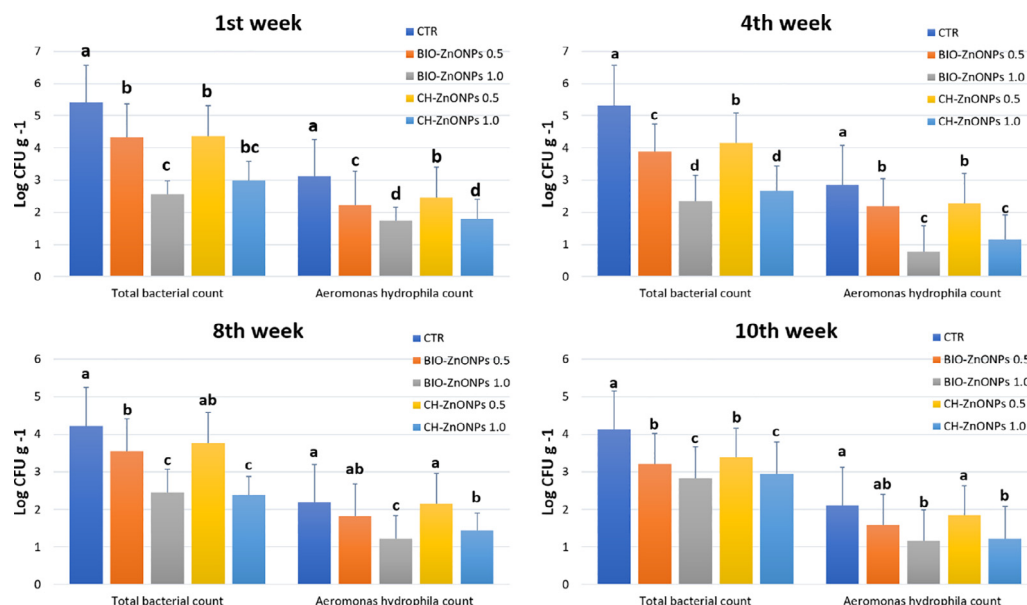 1st week
Log CFU g -1
7
6
5
4
3
2
1
0
a
b
c
b
bc
a
c
d
b
d
Total bacterial count
Aeromonas hydrophila count
CTR
BIO-ZnONPs 0.5
BIO-ZnONPs 1.0
CH-ZnONPs 0.5
CH-ZnONPs 1.0
4th week
Log CFU g -1
7
6
5
4
3
2
1
0
a
c
d
b
d
a
b
c
b
c
Total bacterial count
Aeromonas hydrophila count
CTR
BIO-ZnONPs 0.5
BIO-ZnONPs 1.0
CH-ZnONPs 0.5
CH-ZnONPs 1.0
8th week
Log CFU g -1
6
5
4
3
2
1
0
a
b
c
ab
c
a
ab
c
a
b
Total bacterial count
Aeromonas hydrophila count
CTR
BIO-ZnONPs 0.5
BIO-ZnONPs 1.0
CH-ZnONPs 0.5
CH-ZnONPs 1.0
10th week
Log CFU g -1
6
5
4
3
2
1
0
a
b
c
b
c
a
ab
b
a
b
Total bacterial count
Aeromonas hydrophila count
CTR
BIO-ZnONPs 0.5
BIO-ZnONPs 1.0
CH-ZnONPs 0.5
CH-ZnONPs 1.0